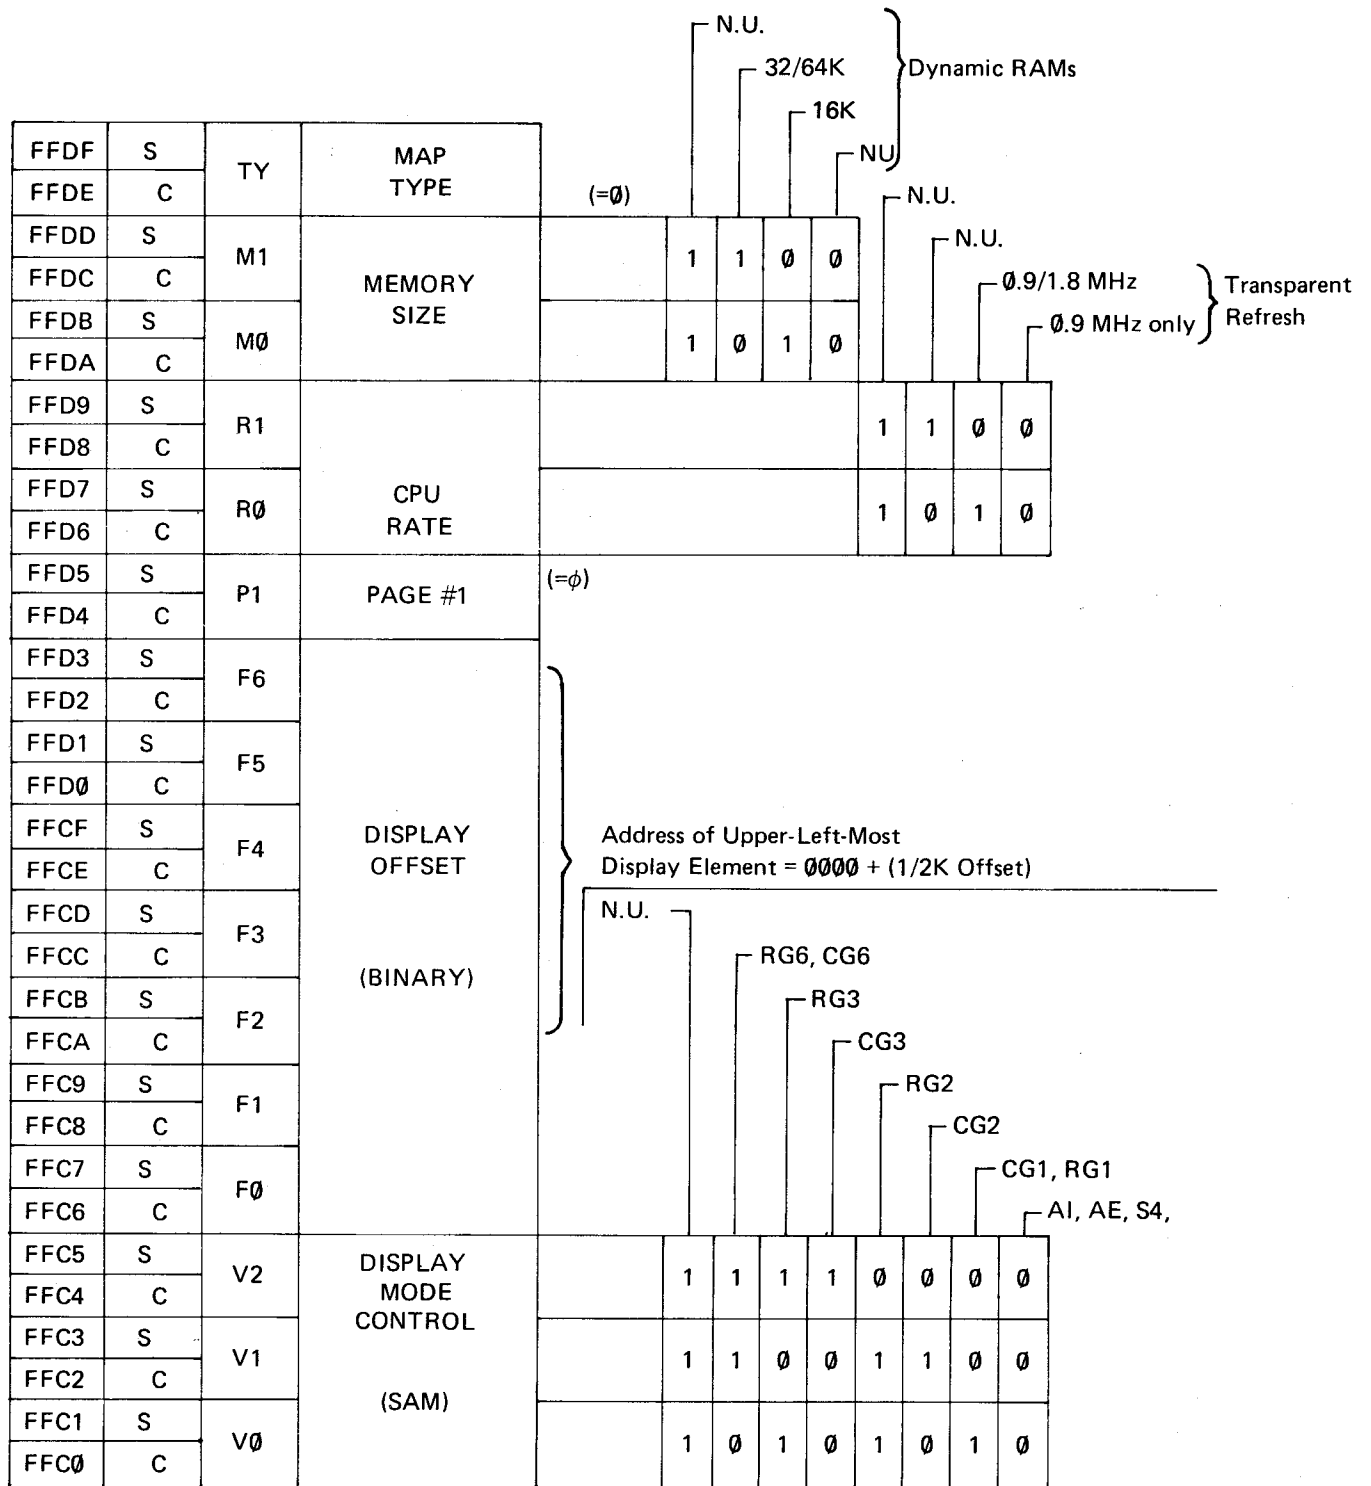 N.U.
32/64K
Dynamic RAMs
16K
NU
FFDF S TY MAP TYPE
FFDE C (=Ø)
N.U.
FFDD S M1 MEMORY SIZE 1 1 Ø Ø
N.U.
FFDC C
Ø.9/1.8 MHz
Transparent Refresh
FFDB S MØ 1 Ø 1 Ø
Ø.9 MHz only
FFDA C
FFD9 S R1 1 1 Ø Ø
FFD8 C
FFD7 S RØ CPU RATE 1 Ø 1 Ø
FFD6 C
FFD5 S P1 PAGE #1 (=ϕ)
FFD4 C
FFD3 S F6
FFD2 C
FFD1 S F5
FFDØ C
FFCF S F4 DISPLAY OFFSET
Address of Upper-Left-Most
FFCE C
Display Element = ØØØØ + (1/2K Offset)
FFCD S F3
N.U.
FFCC C (BINARY)
RG6, CG6
FFCB S F2
RG3
FFCA C
CG3
FFC9 S F1
RG2
FFC8 C
CG2
FFC7 S FØ
CG1, RG1
FFC6 C
AI, AE, S4,
FFC5 S V2 DISPLAY MODE CONTROL 1 1 1 1 Ø Ø Ø Ø
FFC4 C
FFC3 S V1 1 1 Ø Ø 1 1 Ø Ø
FFC2 C (SAM)
FFC1 S VØ 1 Ø 1 Ø 1 Ø 1 Ø
FFCØ C